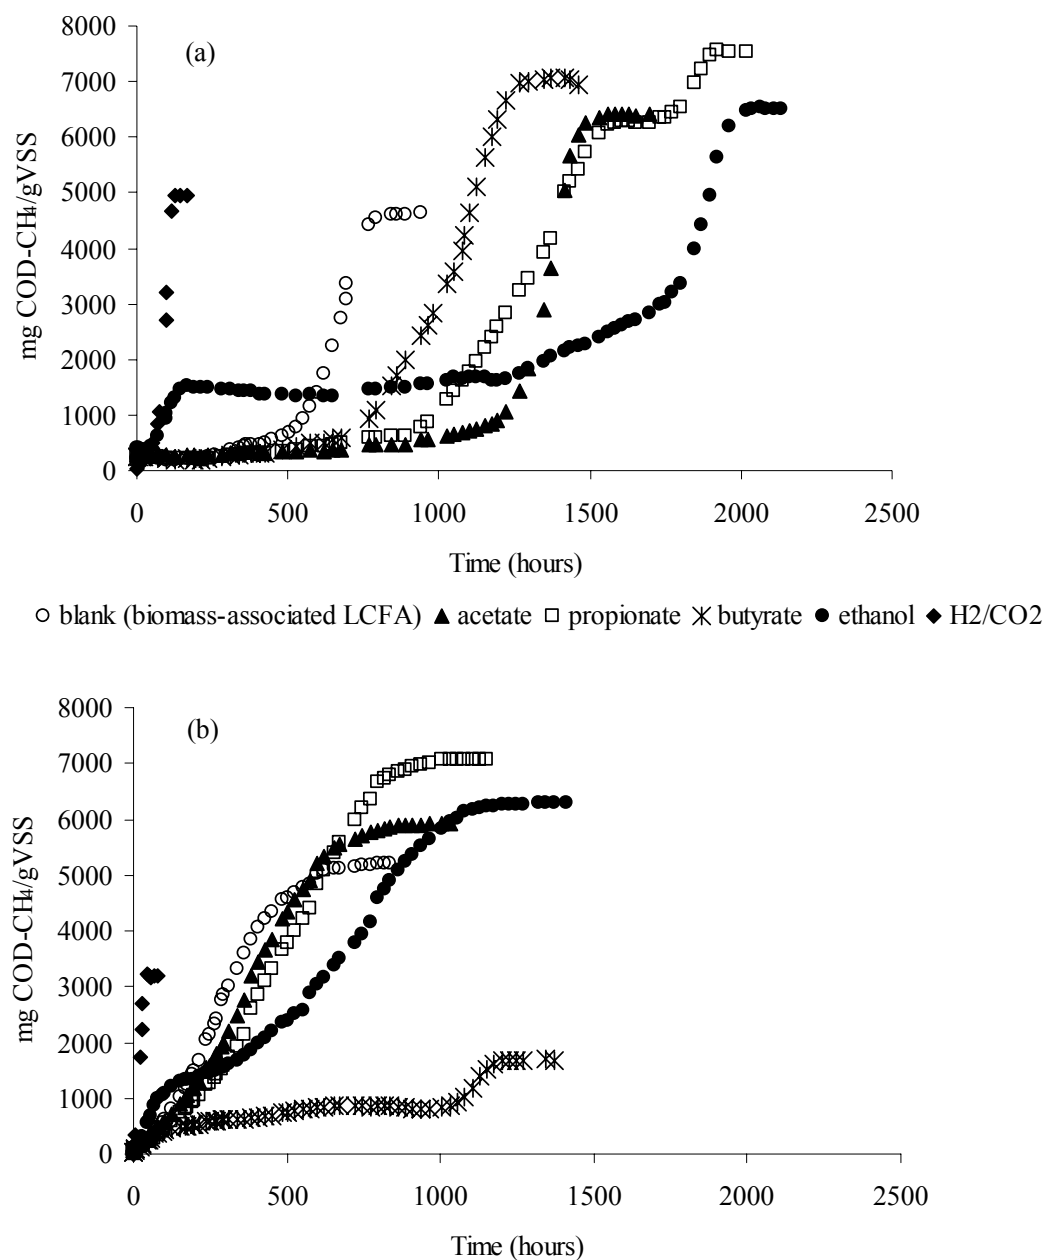 8000
(a)
7000
6000
5000
4000
3000
2000
1000
0
mg COD-CH4/gVSS
0 500 1000 1500 2000 2500
Time (hours)
blank (biomass-associated LCFA) acetate propionate butyrate ethanol H2/CO2
8000
(b)
7000
6000
5000
4000
3000
2000
1000
0
mg COD-CH4/gVSS
0 500 1000 1500 2000 2500
Time (hours)